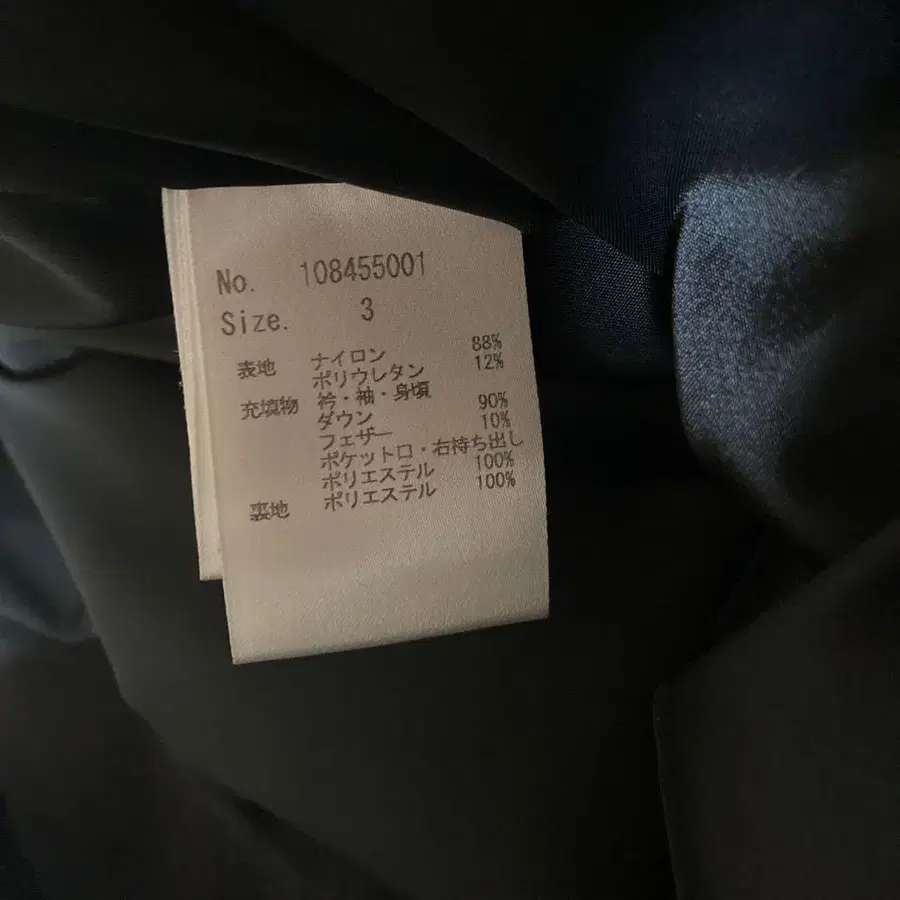 No. 108455001
Size. 3
表地 ナイロン 88%
ポリウレタン 12%
充填物 衿・袖・身頃
ダウン 90%
フェザー 10%
ポケット口・右持ち出し
ポリエステル 100%
裏地 ポリエステル 100%